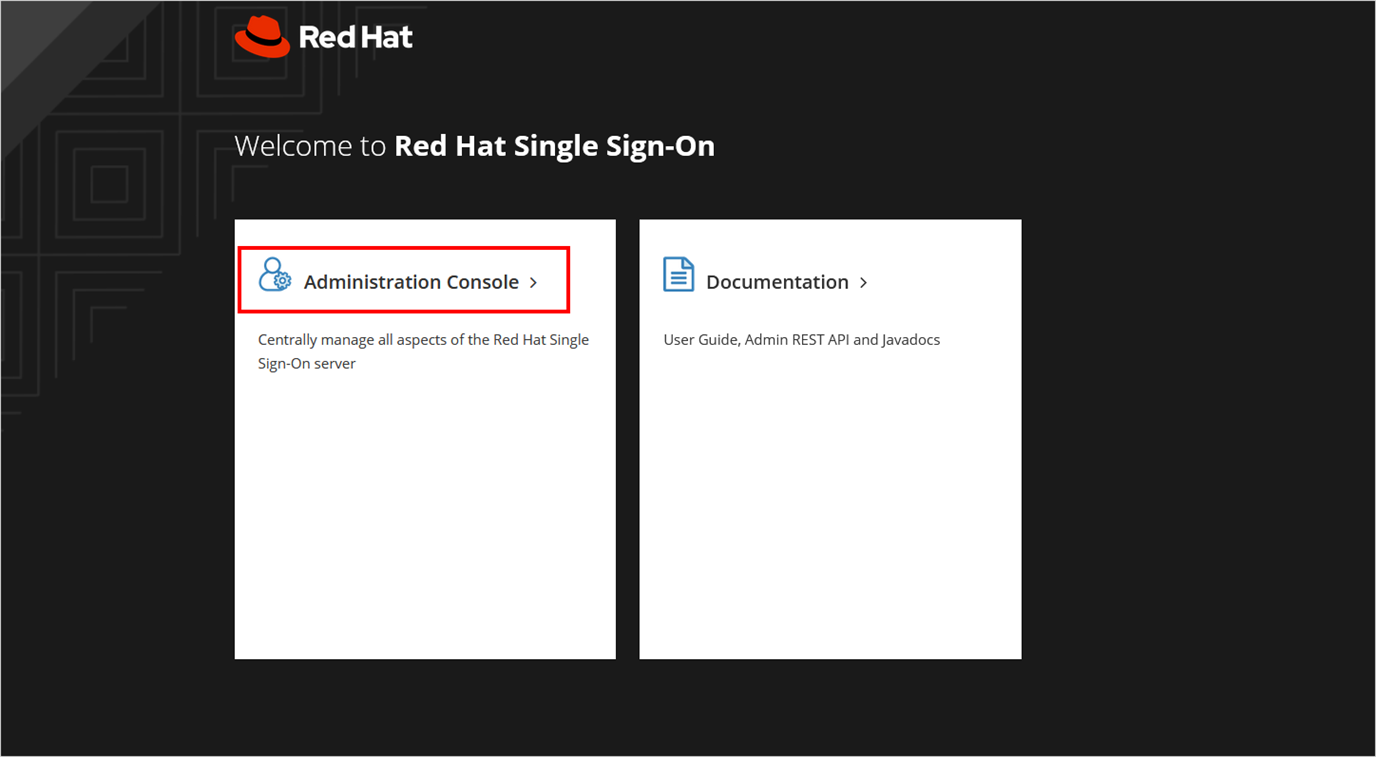 Red Hat
Welcome to Red Hat Single Sign-On
Administration Console
Centrally manage all aspects of the Red Hat Single
Sign-On server
Documentation
User Guide, Admin REST API and Javadocs